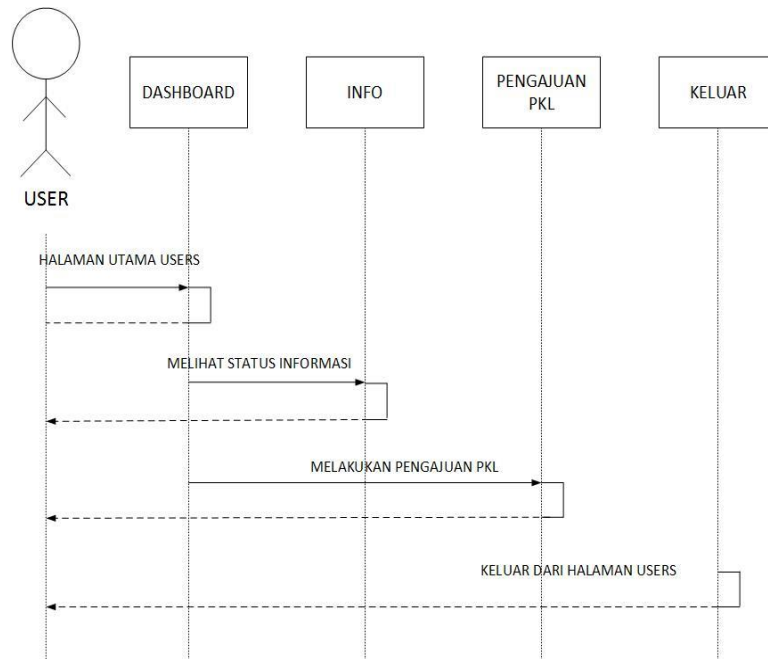 DASHBOARD
INFO
PENGAJUAN
PKL
KELUAR
USER
HALAMAN UTAMA USERS
MELIHAT STATUS INFORMASI
MELAKUKAN PENGAJUAN PKL
KELUAR DARI HALAMAN USERS